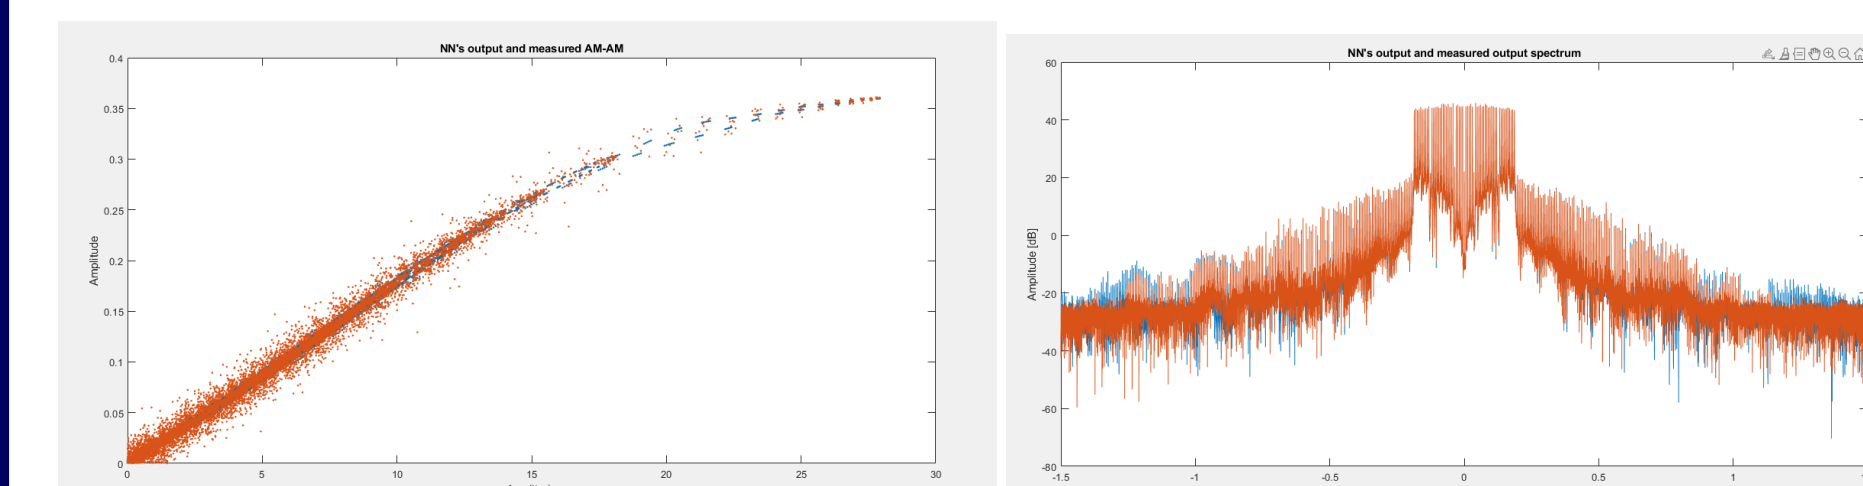 NN's output and measured AM-AM
0.4
0.35
0.3
0.25
0.2
0.15
0.1
0.05
0
Amplitude
0 5 10 15 20 25 30
NN's output and measured output spectrum
60
40
20
0
-20
-40
-60
-80
Amplitude [dB]
-1.5 -1 -0.5 0 0.5 1